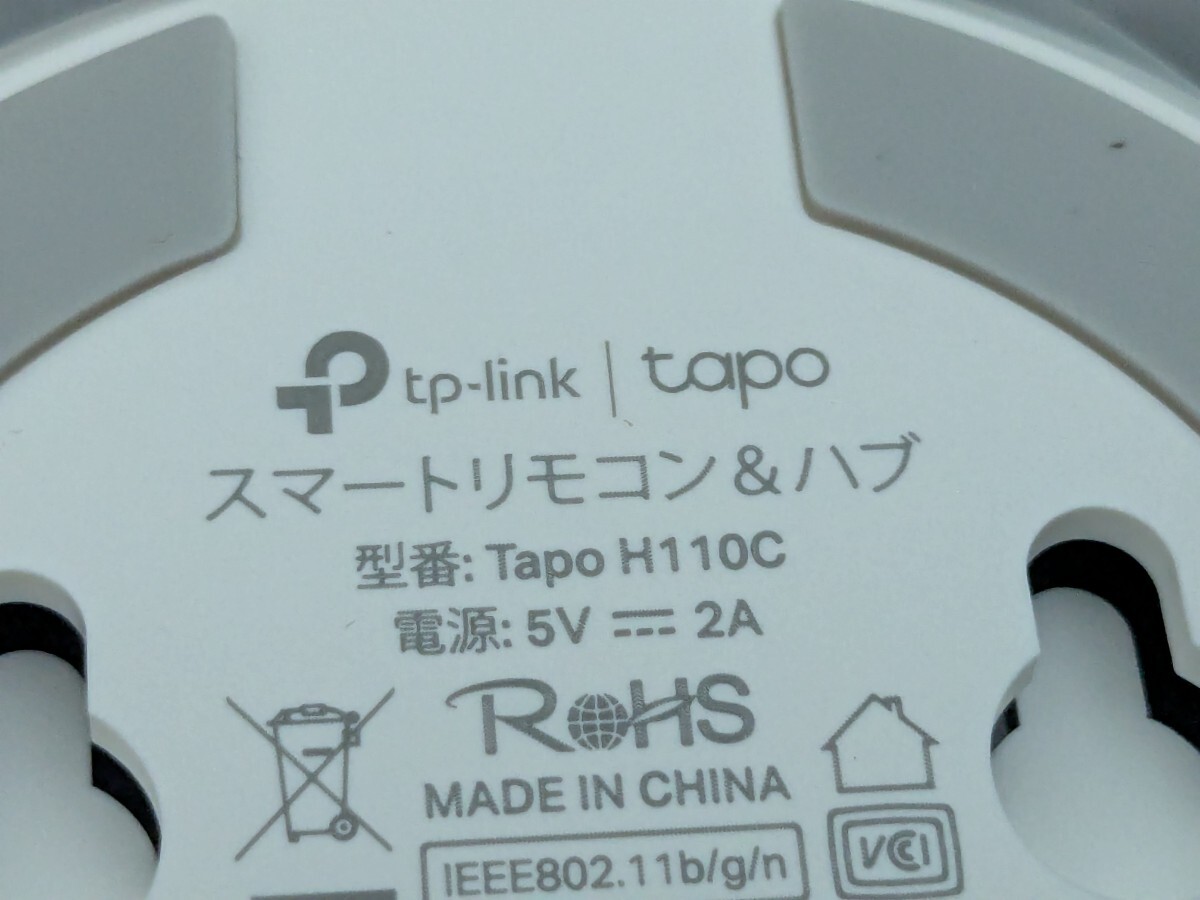 tp-link | tapo
スマートリモコン&ハブ
型番: Tapo H110C
電源: 5V ⎓ 2A
RoHS
MADE IN CHINA
IEEE802.11b/g/n
VCCI